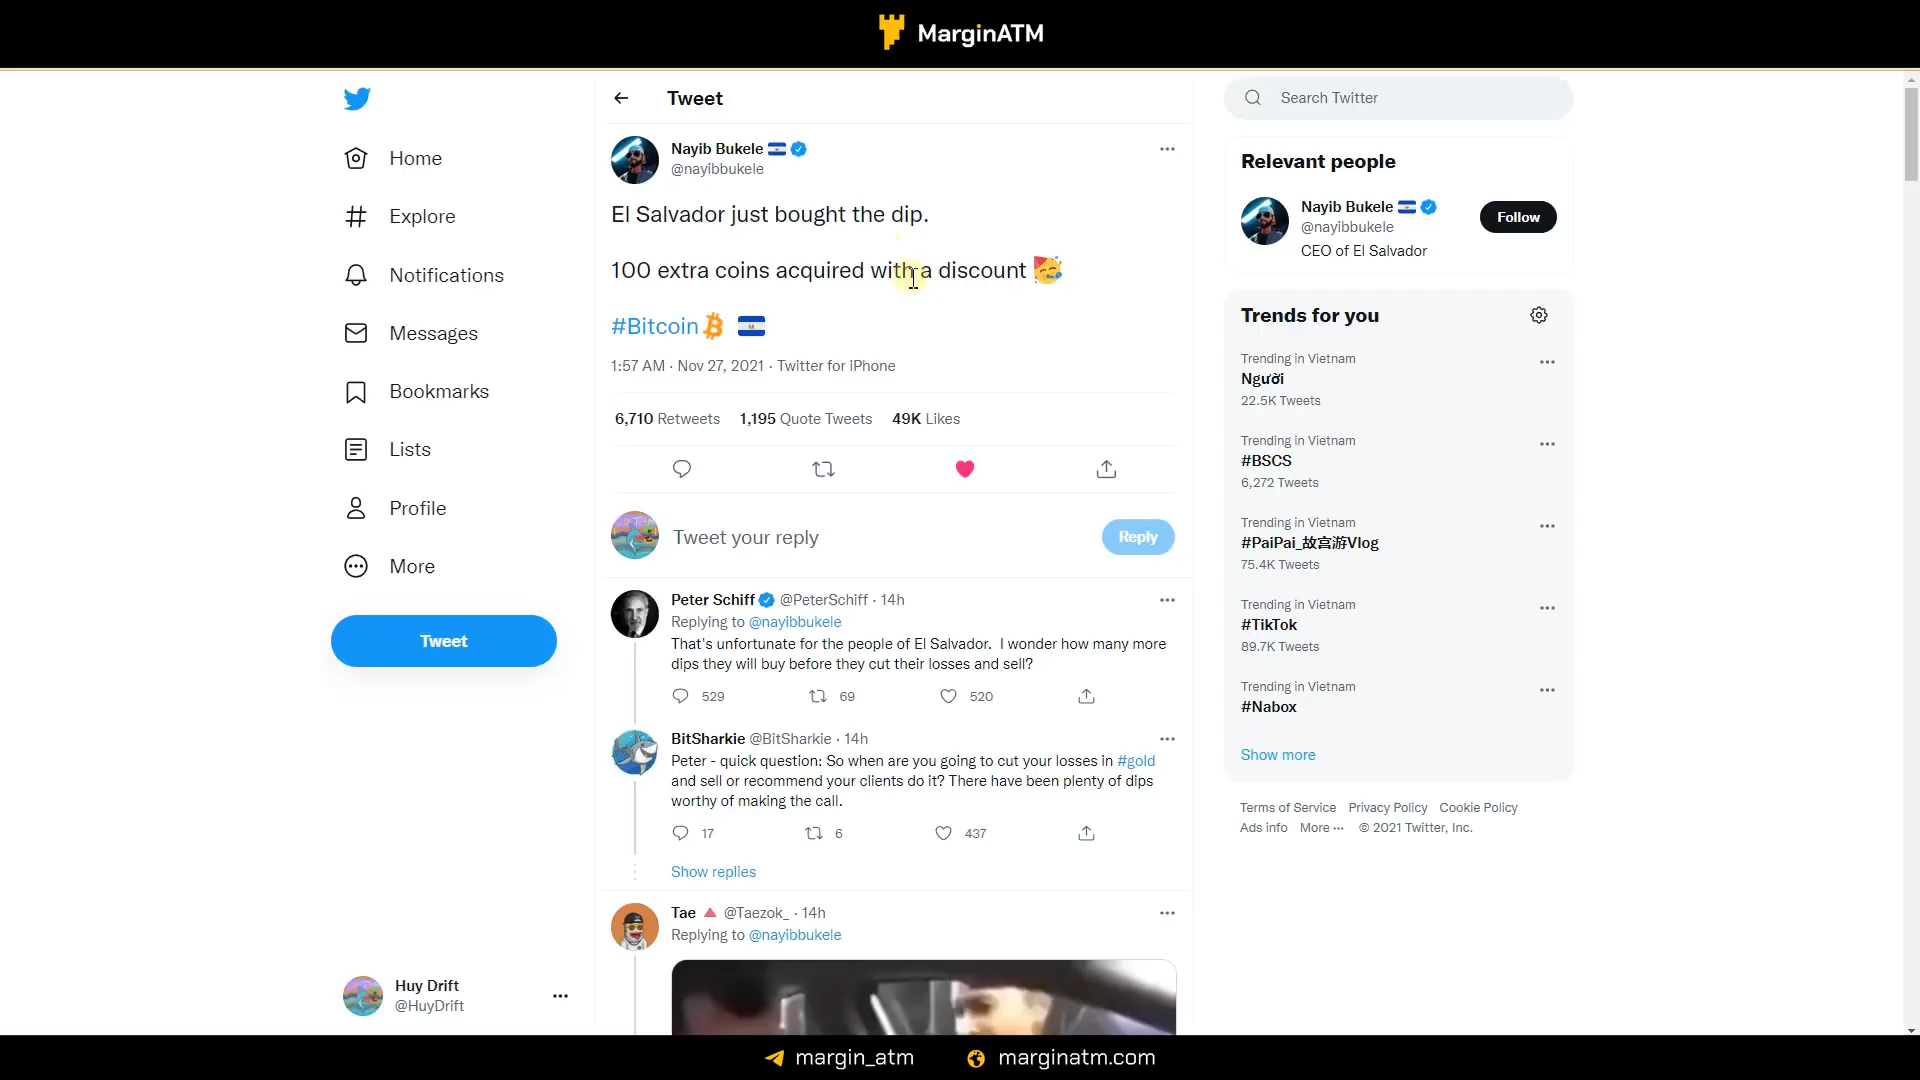 MarginATM
Tweet
Search Twitter
Home
Explore
Notifications
Messages
Bookmarks
Lists
Profile
More
Tweet
Huy Drift
@HuyDrift
Nayib Bukele
@nayibbukele
El Salvador just bought the dip.
100 extra coins acquired with a discount 🥳
#Bitcoin
1:57 AM · Nov 27, 2021 · Twitter for iPhone
6,710 Retweets 1,195 Quote Tweets 49K Likes
Tweet your reply
Reply
Peter Schiff @PeterSchiff · 14h
Replying to @nayibbukele
That's unfortunate for the people of El Salvador. I wonder how many more
dips they will buy before they cut their losses and sell?
529 69 520
BitSharkie @BitSharkie · 14h
Peter - quick question: So when are you going to cut your losses in #gold
and sell or recommend your clients do it? There have been plenty of dips
worthy of making the call.
17 6 437
Show replies
Tae 🔺 @Taezok_ · 14h
Replying to @nayibbukele
Relevant people
Nayib Bukele
@nayibbukele
Follow
CEO of El Salvador
Trends for you
Trending in Vietnam
Người
22.5K Tweets
Trending in Vietnam
#BSCS
6,272 Tweets
Trending in Vietnam
#PaiPai_故宫游Vlog
75.4K Tweets
Trending in Vietnam
#TikTok
89.7K Tweets
Trending in Vietnam
#Nabox
Show more
Terms of Service Privacy Policy Cookie Policy
Ads info More ··· © 2021 Twitter, Inc.
margin_atm marginatm.com